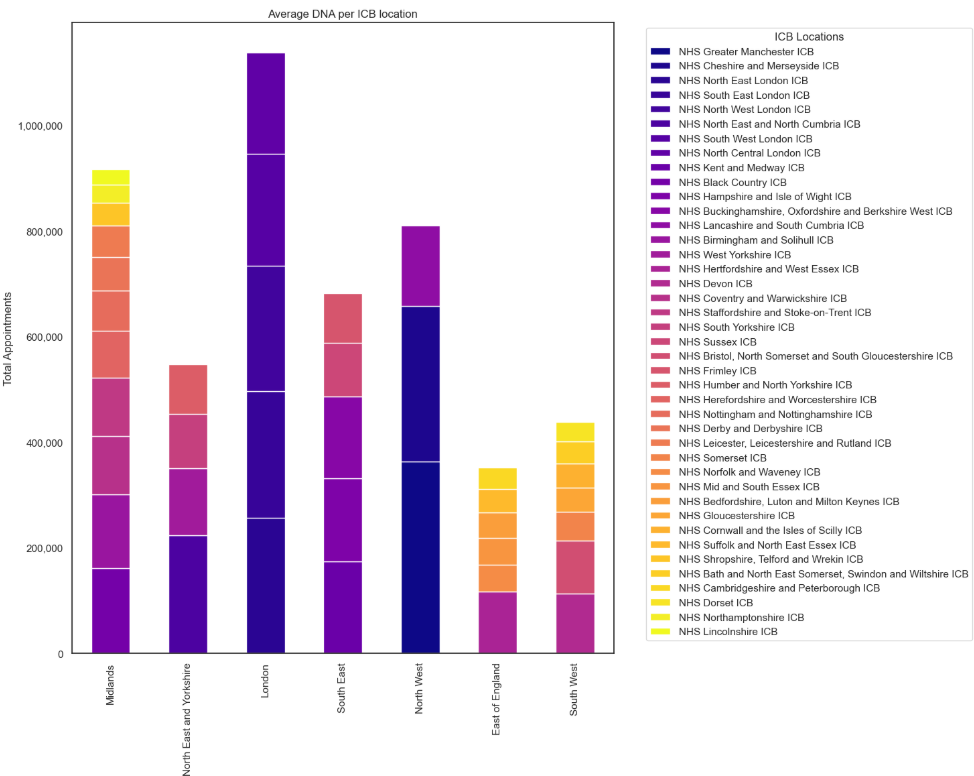 Average DNA per ICB location
Total Appointments
1,000,000
800,000
600,000
400,000
200,000
0
Midlands
North East and Yorkshire
London
South East
North West
East of England
South West
ICB Locations
NHS Greater Manchester ICB
NHS Cheshire and Merseyside ICB
NHS North East London ICB
NHS South East London ICB
NHS North West London ICB
NHS North East and North Cumbria ICB
NHS South West London ICB
NHS North Central London ICB
NHS Kent and Medway ICB
NHS Black Country ICB
NHS Hampshire and Isle of Wight ICB
NHS Buckinghamshire, Oxfordshire and Berkshire West ICB
NHS Lancashire and South Cumbria ICB
NHS Birmingham and Solihull ICB
NHS West Yorkshire ICB
NHS Hertfordshire and West Essex ICB
NHS Devon ICB
NHS Coventry and Warwickshire ICB
NHS Staffordshire and Stoke-on-Trent ICB
NHS South Yorkshire ICB
NHS Sussex ICB
NHS Bristol, North Somerset and South Gloucestershire ICB
NHS Frimley ICB
NHS Humber and North Yorkshire ICB
NHS Herefordshire and Worcestershire ICB
NHS Nottingham and Nottinghamshire ICB
NHS Derby and Derbyshire ICB
NHS Leicester, Leicestershire and Rutland ICB
NHS Somerset ICB
NHS Norfolk and Waveney ICB
NHS Mid and South Essex ICB
NHS Bedfordshire, Luton and Milton Keynes ICB
NHS Gloucestershire ICB
NHS Cornwall and the Isles of Scilly ICB
NHS Suffolk and North East Essex ICB
NHS Shropshire, Telford and Wrekin ICB
NHS Bath and North East Somerset, Swindon and Wiltshire ICB
NHS Cambridgeshire and Peterborough ICB
NHS Dorset ICB
NHS Northamptonshire ICB
NHS Lincolnshire ICB